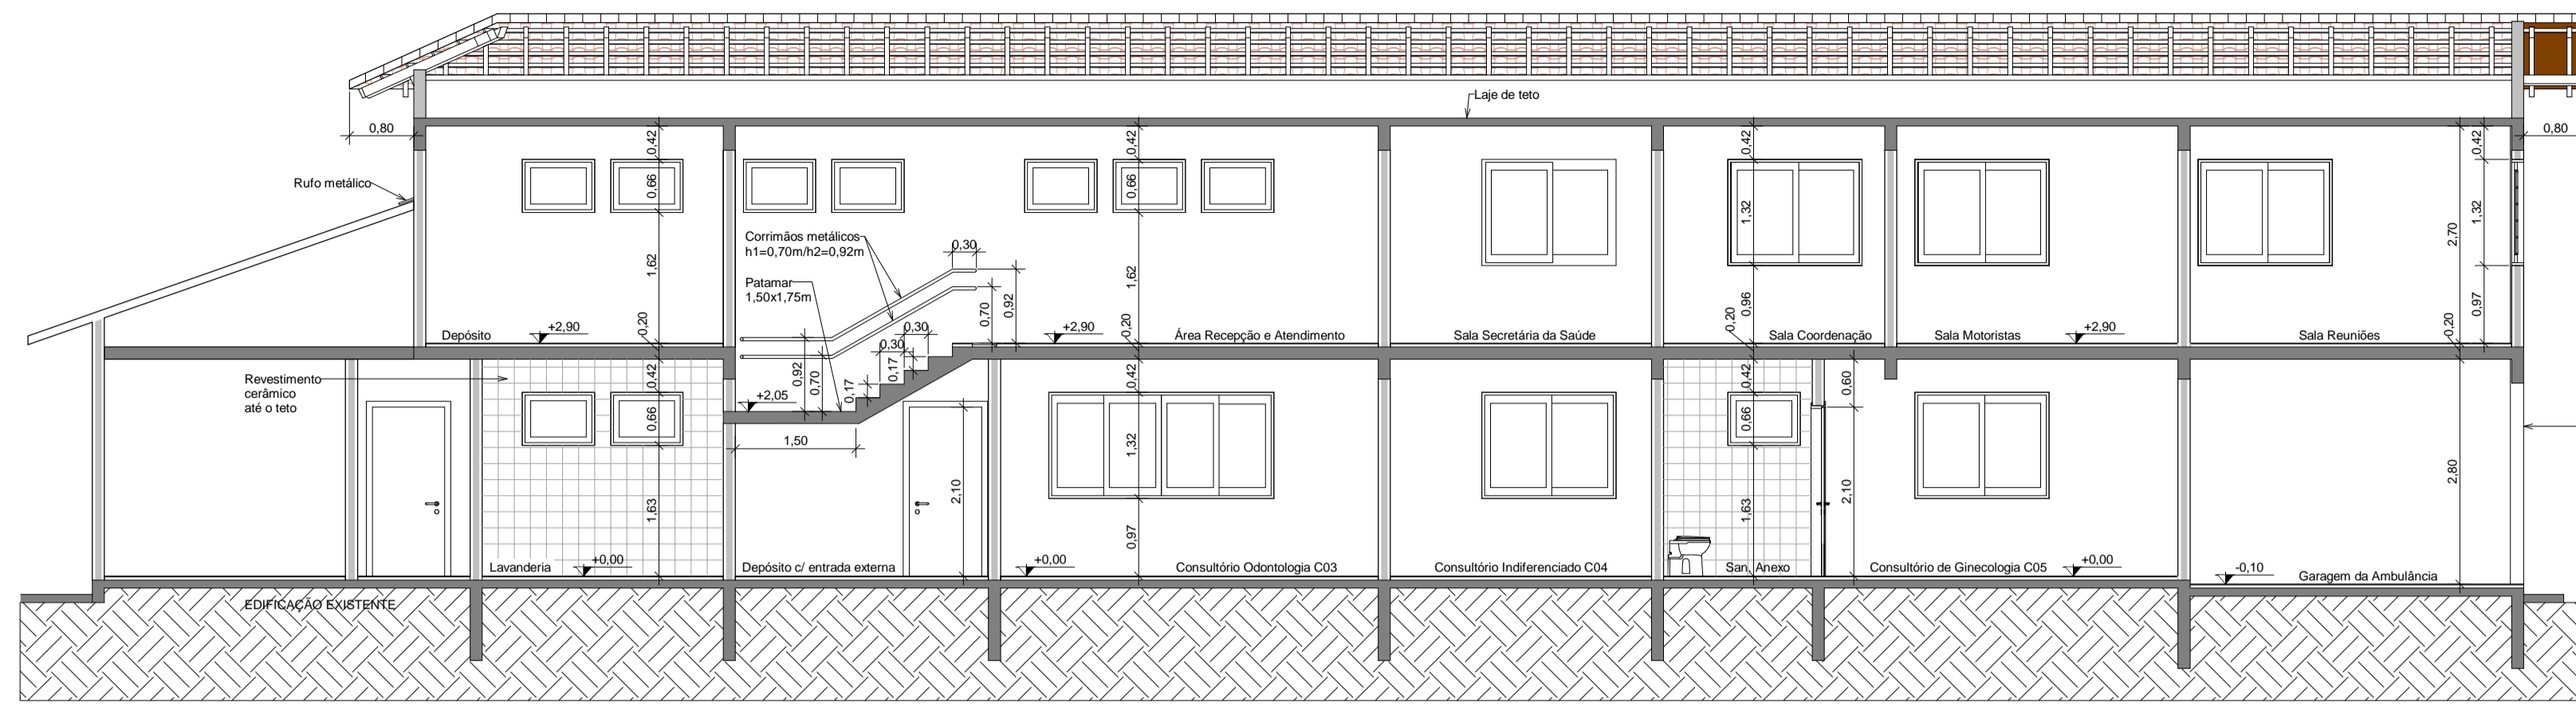 Laje de teto
0,80
0,42
0,42
0,42
0,42
0,80
Rufo metálico
0,66
0,66
1,32
2,70
1,32
Corrimãos metálicos
h1=0,70m/h2=0,92m
0,30
1,62
1,62
Patamar
1,50x1,75m
0,70
0,92
0,96
0,97
Depósito
+2,90
0,20
0,30
+2,90
0,20
Área Recepção e Atendimento
Sala Secretária da Saúde
0,20
Sala Coordenação
Sala Motoristas
+2,90
Sala Reuniões
0,20
0,30
0,17
Revestimento
cerâmico
até o teto
0,42
0,92
0,70
0,17
0,42
0,42
0,60
+2,05
0,66
0,66
1,50
1,32
2,80
1,63
2,10
1,63
2,10
0,97
Lavanderia
+0,00
Depósito c/ entrada externa
+0,00
Consultório Odontologia C03
Consultório Indiferenciado C04
San. Anexo
Consultório de Ginecologia C05
+0,00
-0,10
Garagem da Ambulância
EDIFICAÇÃO EXISTENTE